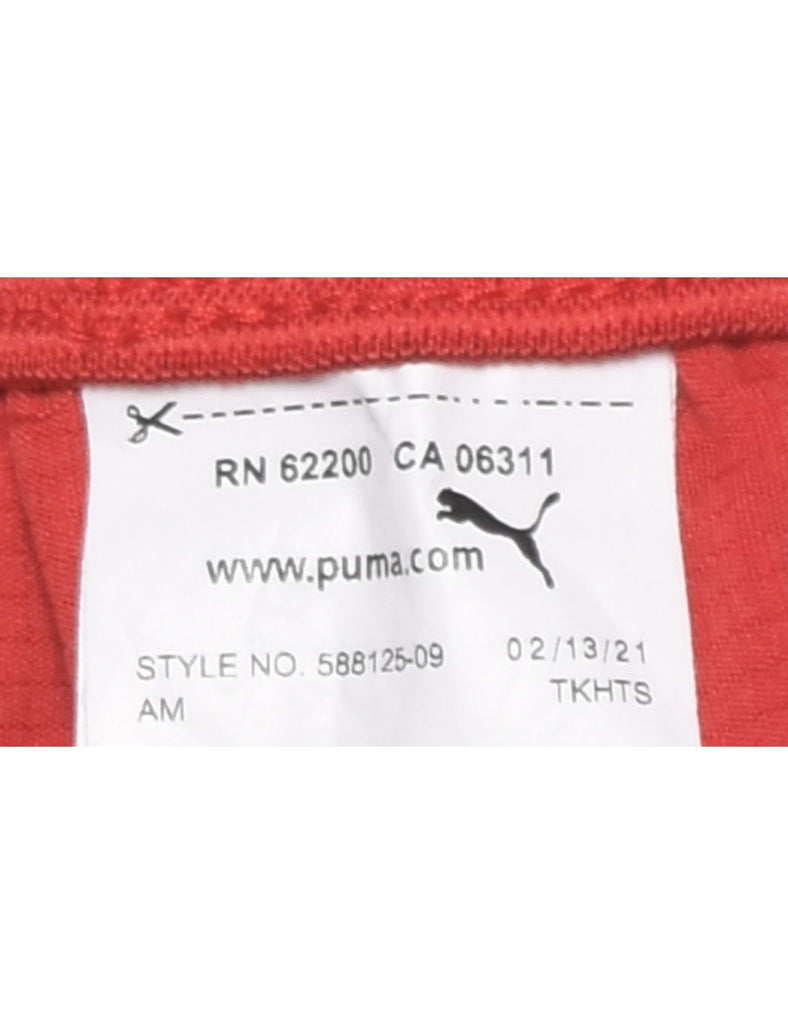 RN 62200 CA 06311
www.puma.com
STYLE NO. 588125-09 02/13/21
AM TKHTS